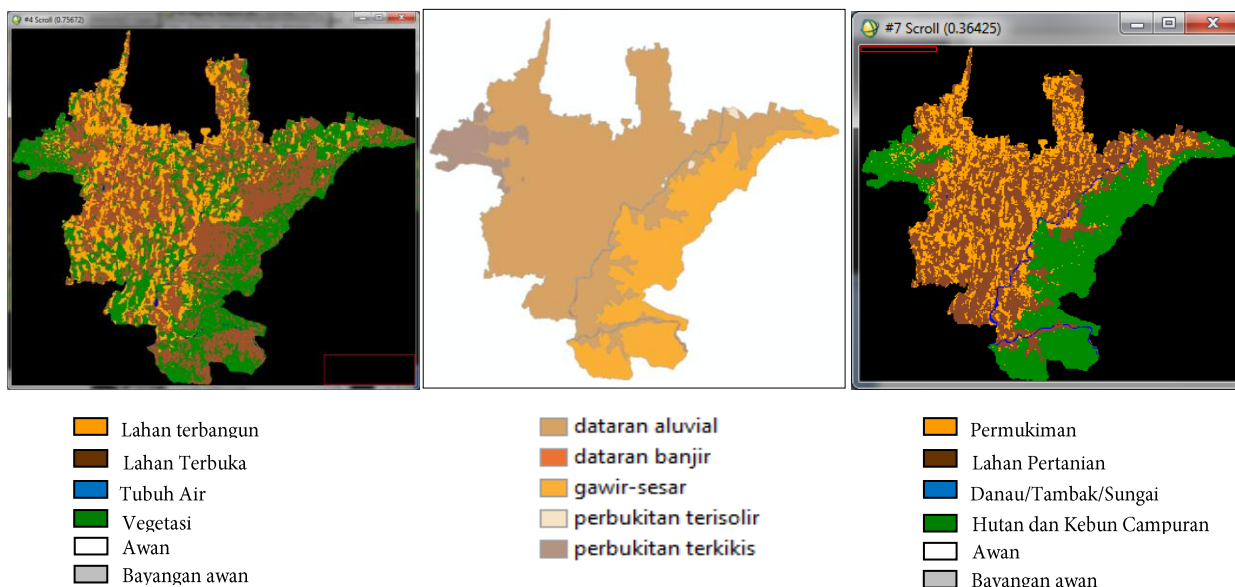 #4 Scroll (0.75672)
#7 Scroll (0.36425)
Lahan terbangun
Lahan Terbuka
Tubuh Air
Vegetasi
Awan
Bayangan awan
dataran aluvial
dataran banjir
gawir-sesar
perbukitan terisolir
perbukitan terkikis
Permukiman
Lahan Pertanian
Danau/Tambak/Sungai
Hutan dan Kebun Campuran
Awan
Bayangan awan